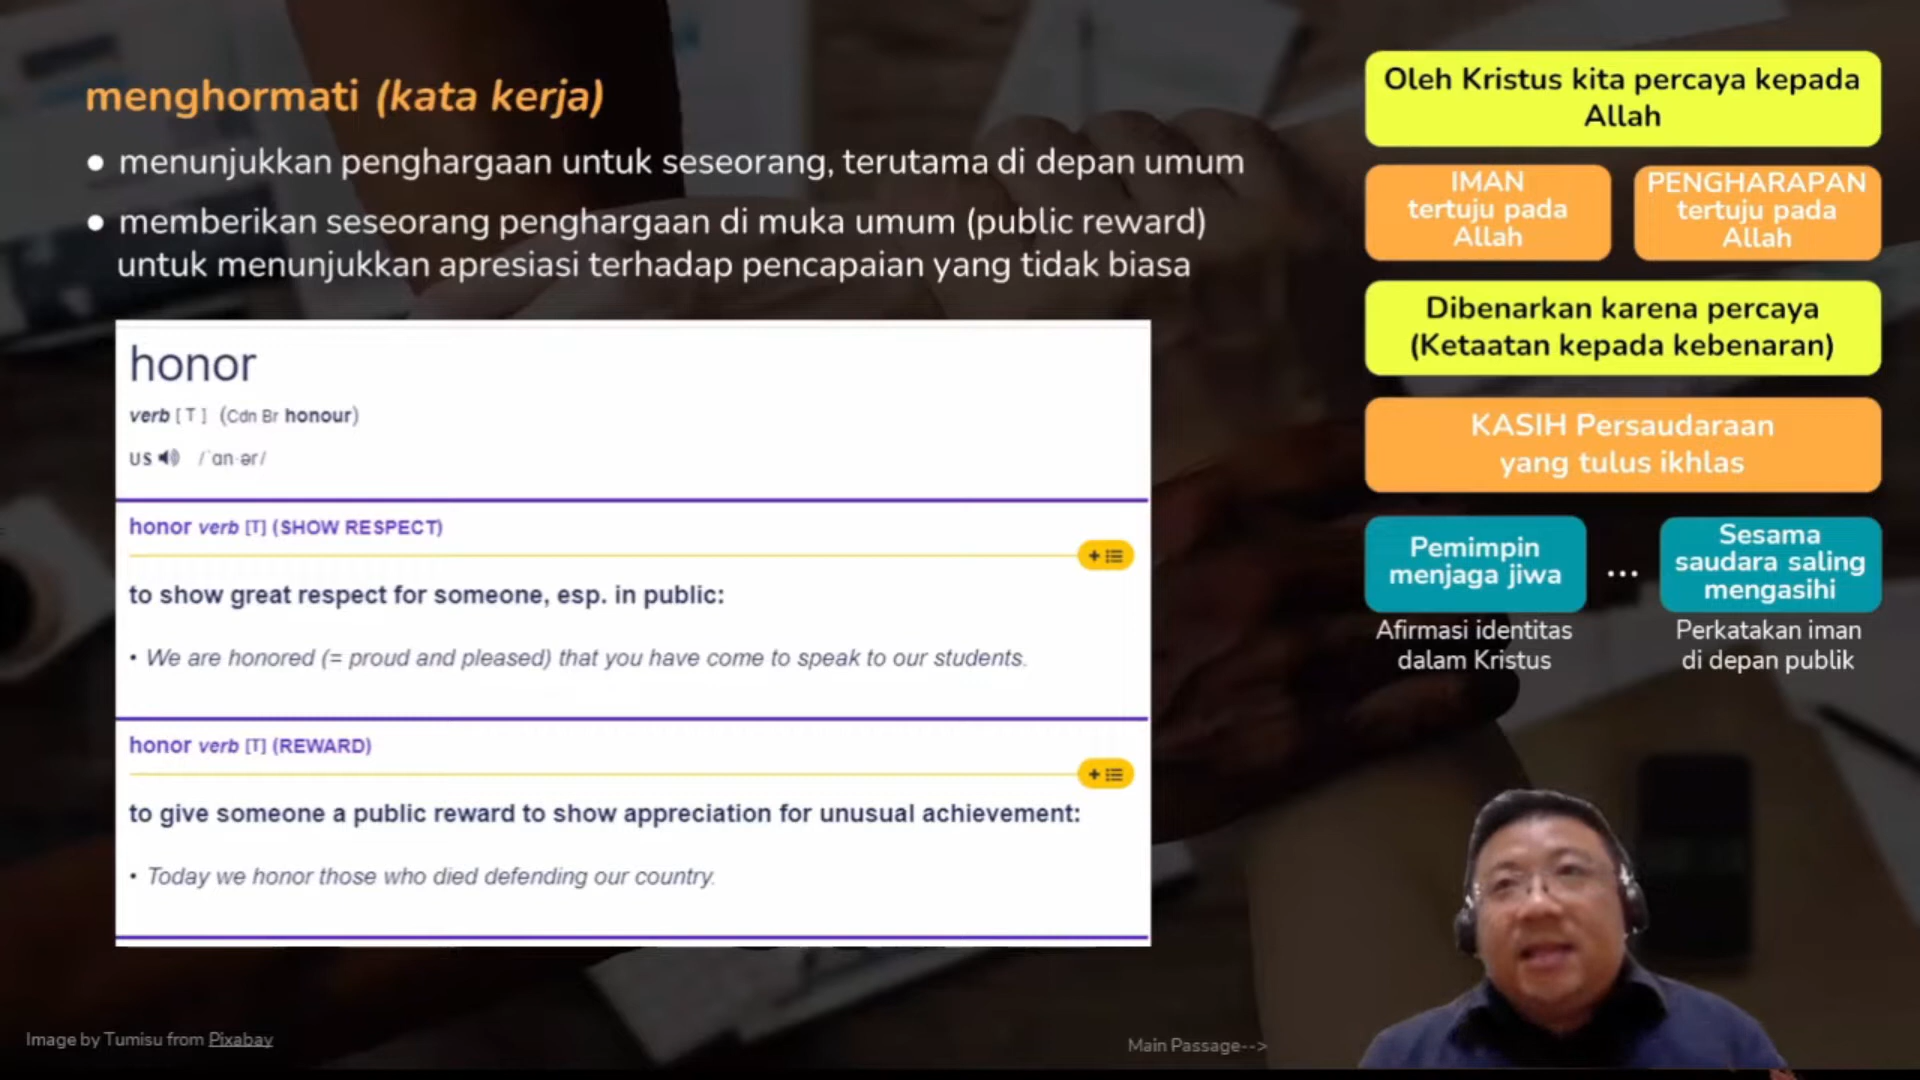 menghormati (kata kerja)
• menunjukkan penghargaan untuk seseorang, terutama di depan umum
• memberikan seseorang penghargaan di muka umum (public reward)
untuk menunjukkan apresiasi terhadap pencapaian yang tidak biasa
honor
verb [ T ] (Cdn Br honour)
US /ˈɑn·ər/
honor verb [T] (SHOW RESPECT)
to show great respect for someone, esp. in public:
• We are honored (= proud and pleased) that you have come to speak to our students.
honor verb [T] (REWARD)
to give someone a public reward to show appreciation for unusual achievement:
• Today we honor those who died defending our country.
Oleh Kristus kita percaya kepada
Allah
IMAN
tertuju pada
Allah
PENGHARAPAN
tertuju pada
Allah
Dibenarkan karena percaya
(Ketaatan kepada kebenaran)
KASIH Persaudaraan
yang tulus ikhlas
Pemimpin
menjaga jiwa
...
Sesama
saudara saling
mengasihi
Afirmasi identitas
dalam Kristus
Perkatakan iman
di depan publik
Image by Tumisu from Pixabay
Main Passage-->